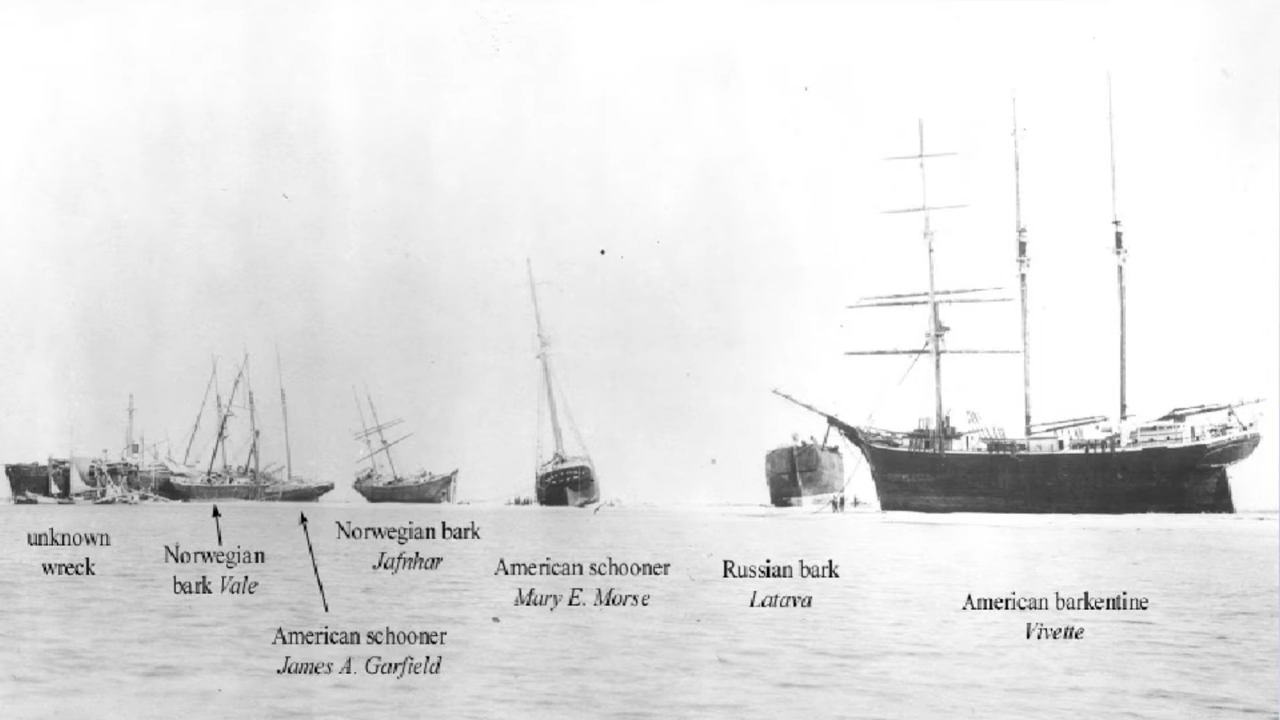 unknown
wreck
Norwegian
bark Vale
American schooner
James A. Garfield
Norwegian bark
Jafnhar
American schooner
Mary E. Morse
Russian bark
Latava
American barkentine
Vivette